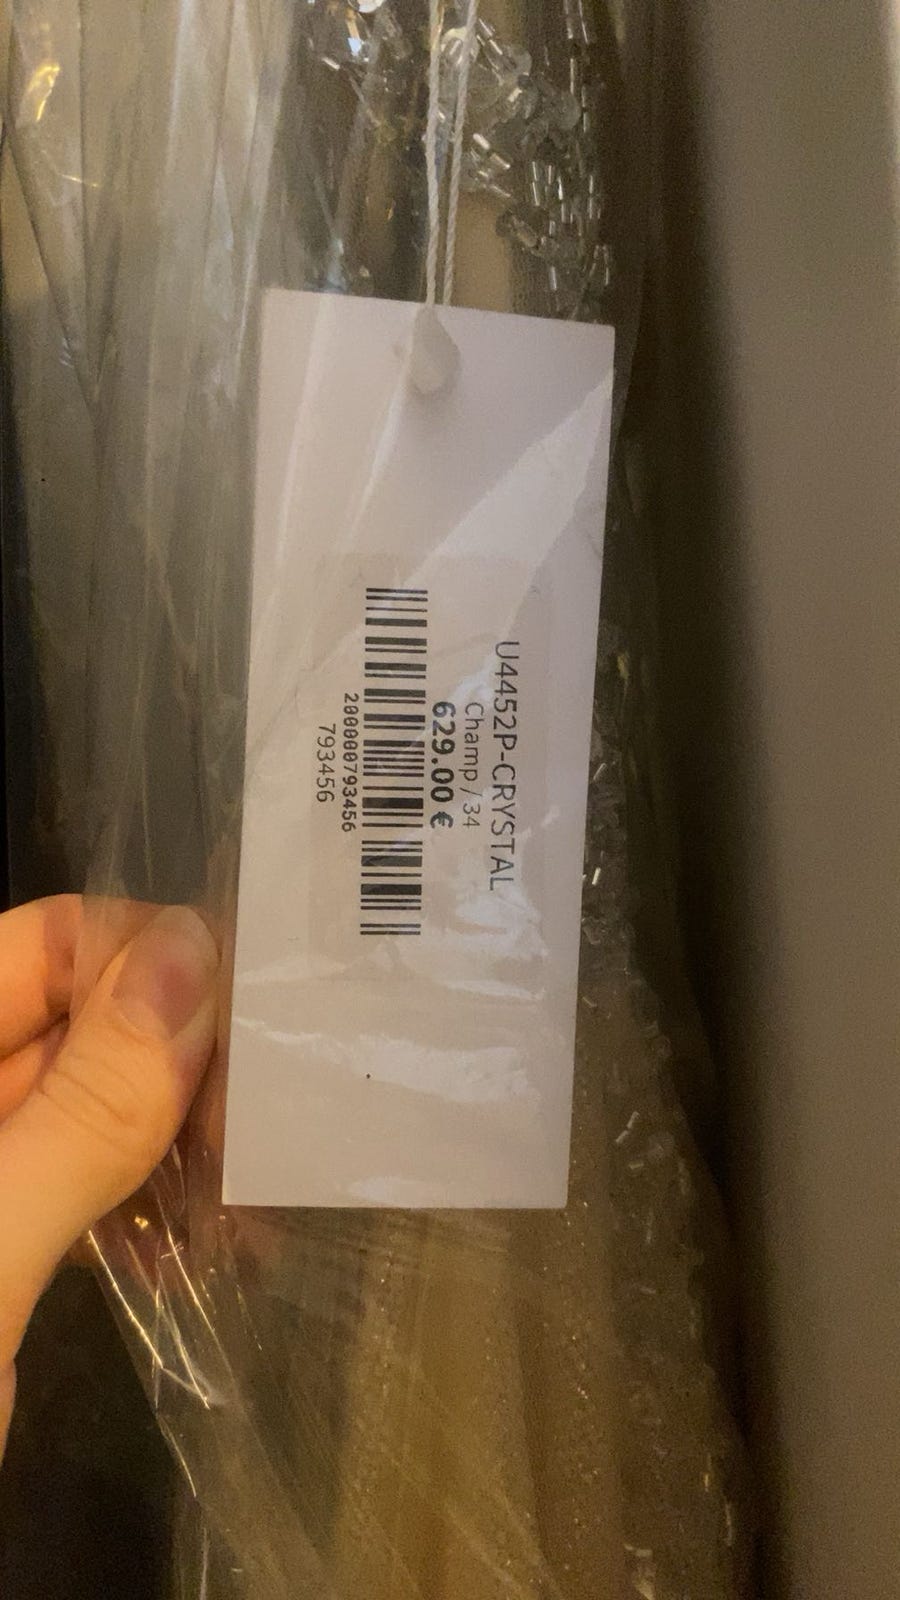 U4452P-CRYSTAL
Champ / 34
629.00 €
2000000793456
793456